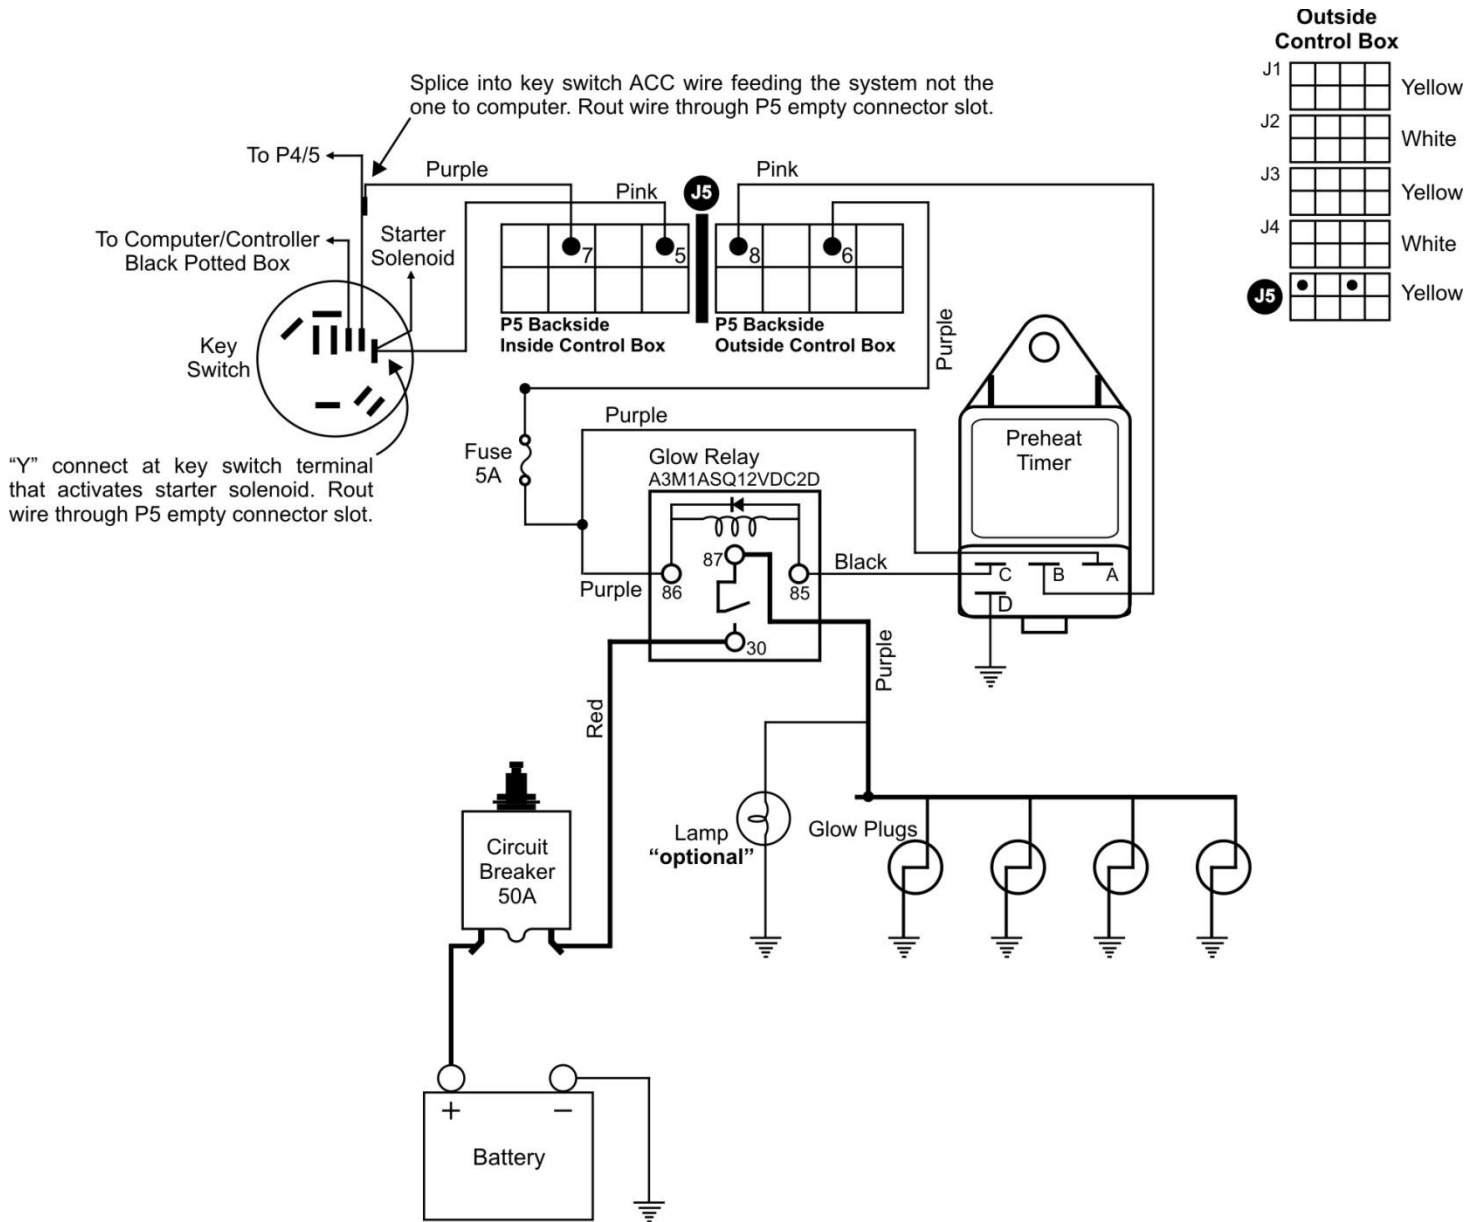 Outside
Control Box
J1
Yellow
J2
White
J3
Yellow
J4
White
J5
Yellow
Splice into key switch ACC wire feeding the system not the
one to computer. Rout wire through P5 empty connector slot.
To P4/5
Purple
Pink
J5
Pink
To Computer/Controller
Black Potted Box
Starter
Solenoid
7
5
8
6
P5 Backside
Inside Control Box
P5 Backside
Outside Control Box
Key
Switch
Purple
“Y” connect at key switch terminal
that activates starter solenoid. Rout
wire through P5 empty connector slot.
Fuse
5A
Purple
Glow Relay
A3M1ASQ12VDC2D
Preheat
Timer
87
Black
Purple
86
85
30
C
B
A
D
Purple
Red
Circuit
Breaker
50A
Lamp
“optional”
Glow Plugs
+
−
Battery